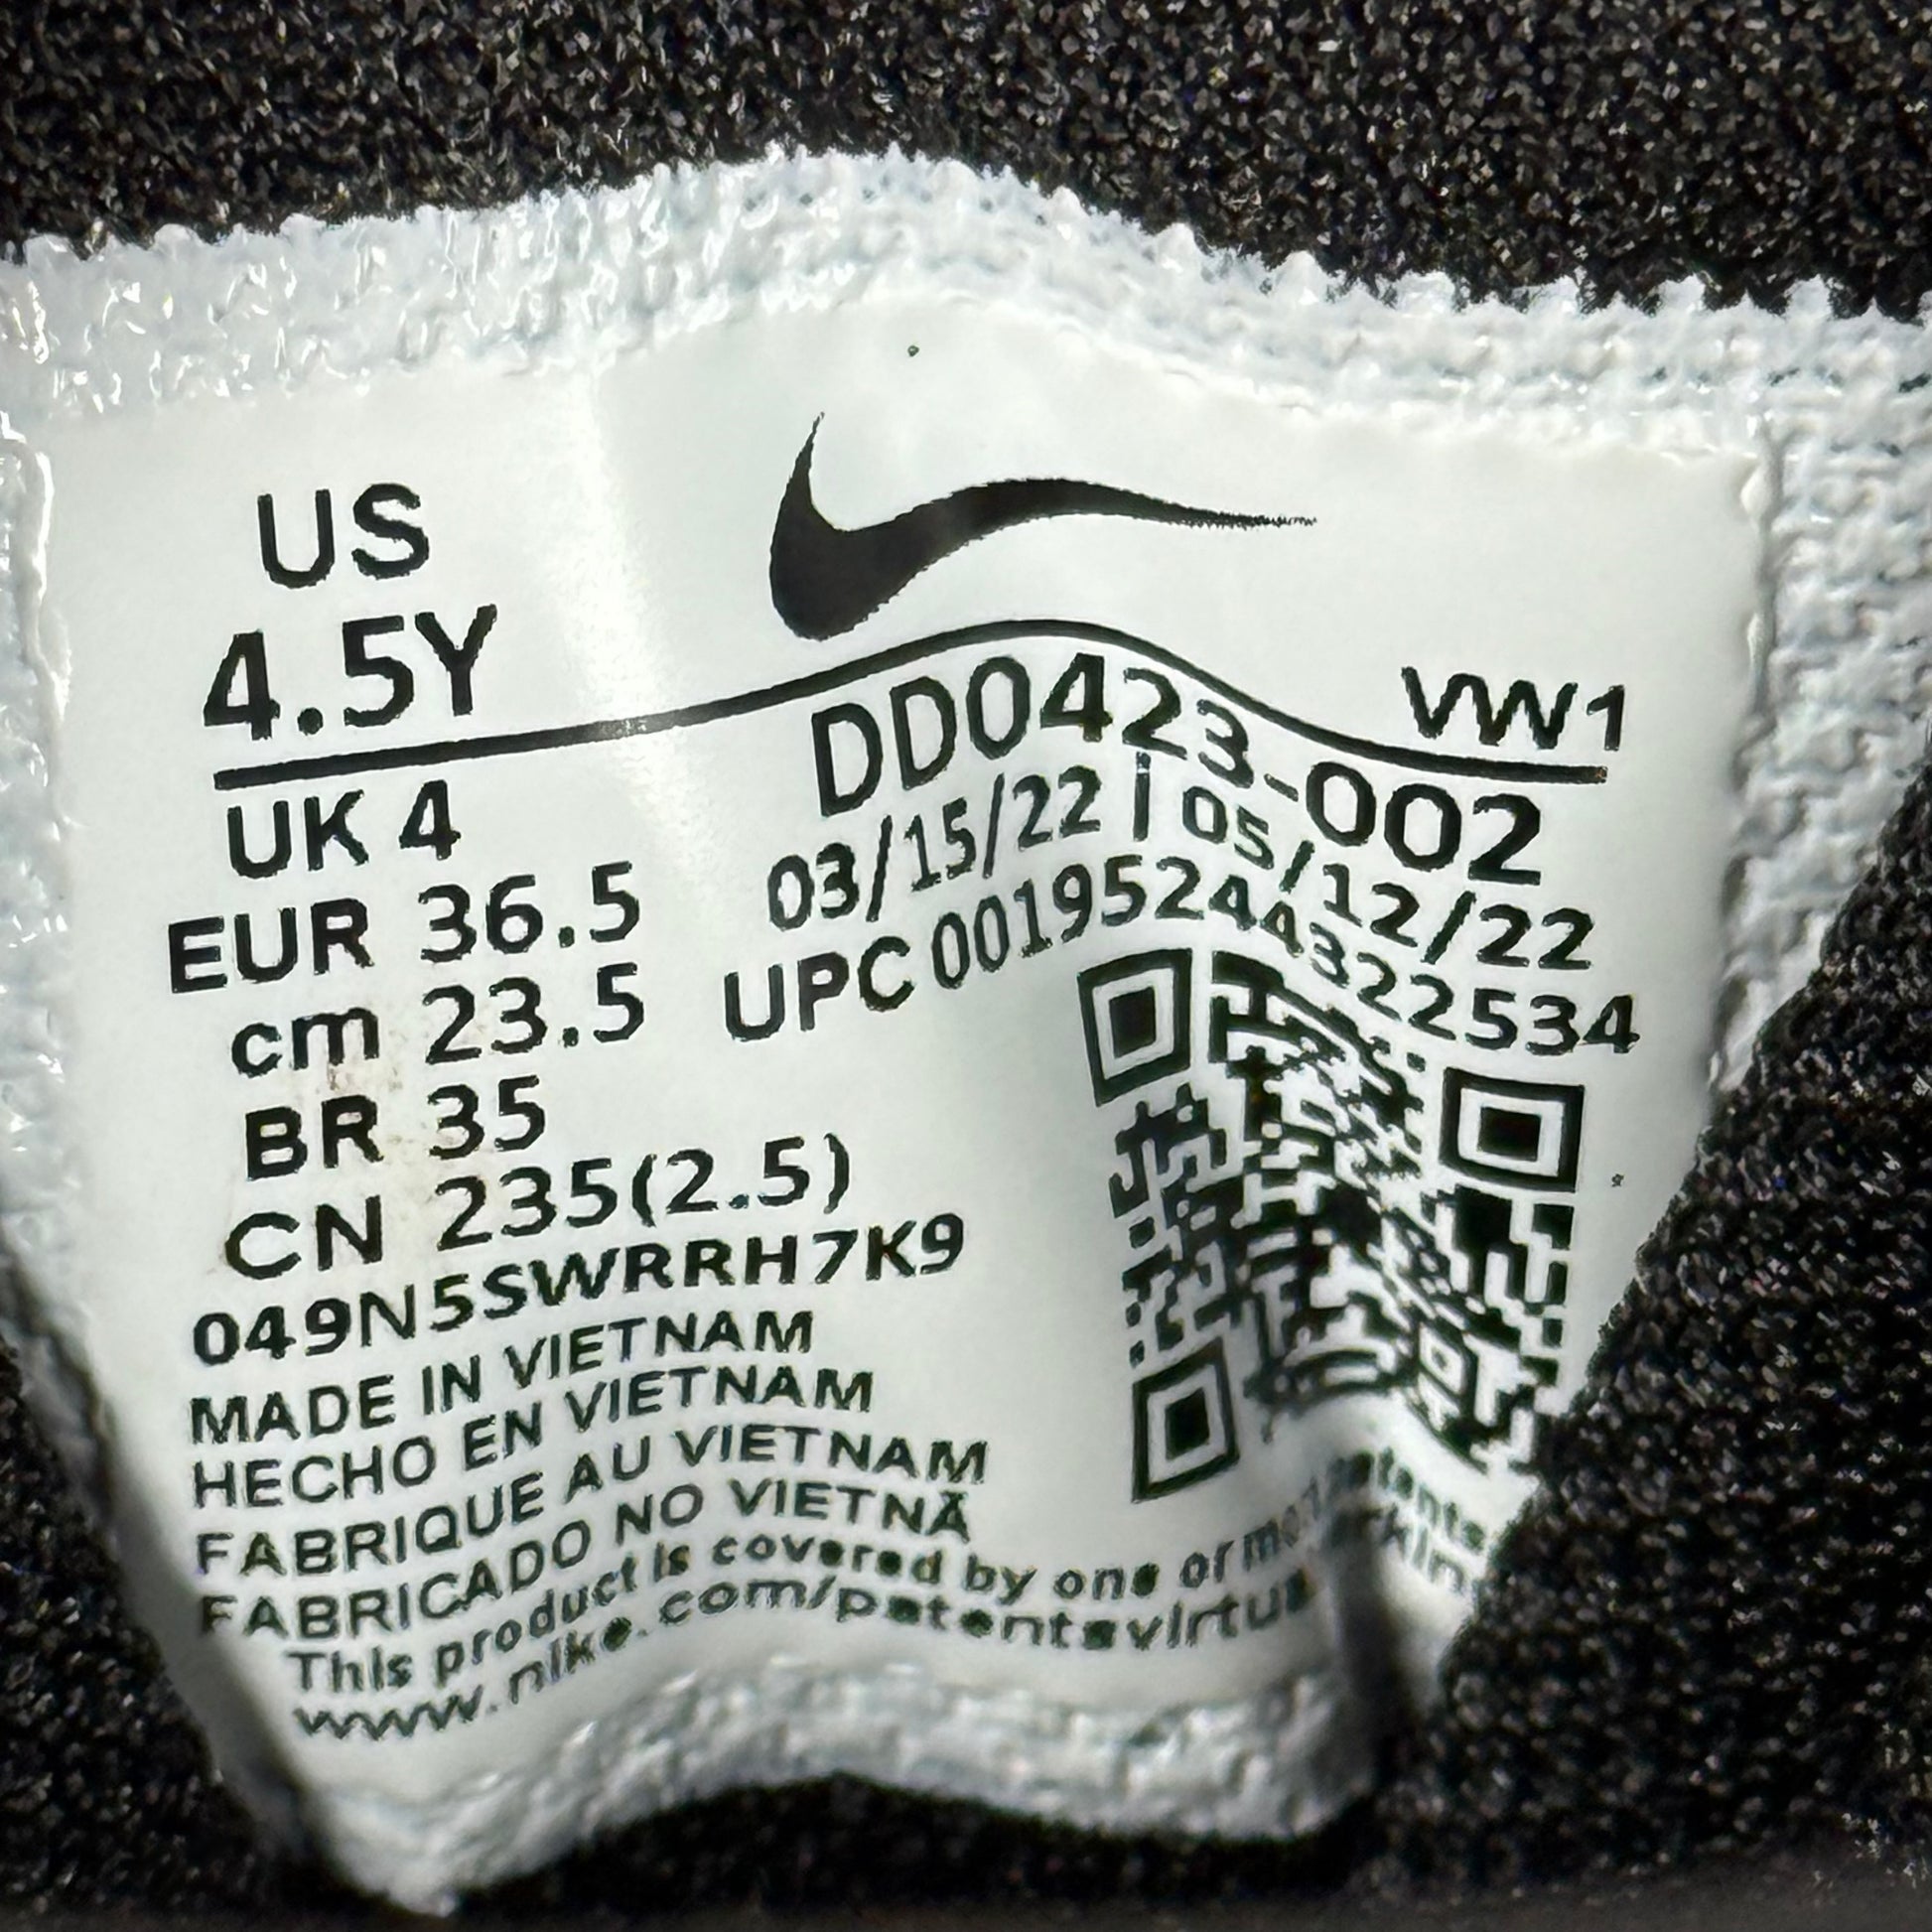 US
4.5Y
VW1
UK 4
EUR 36.5
cm 23.5
BR 35
CN 235(2.5)
DD0423-002
03/15/22 | 05/12/22
UPC 00195244322534
049N5SWRRH7K9
MADE IN VIETNAM
HECHO EN VIETNAM
FABRIQUE AU VIETNAM
FABRICADO NO VIETNÃ
This product is covered by one or more patents
www.nike.com/patentsvirtua